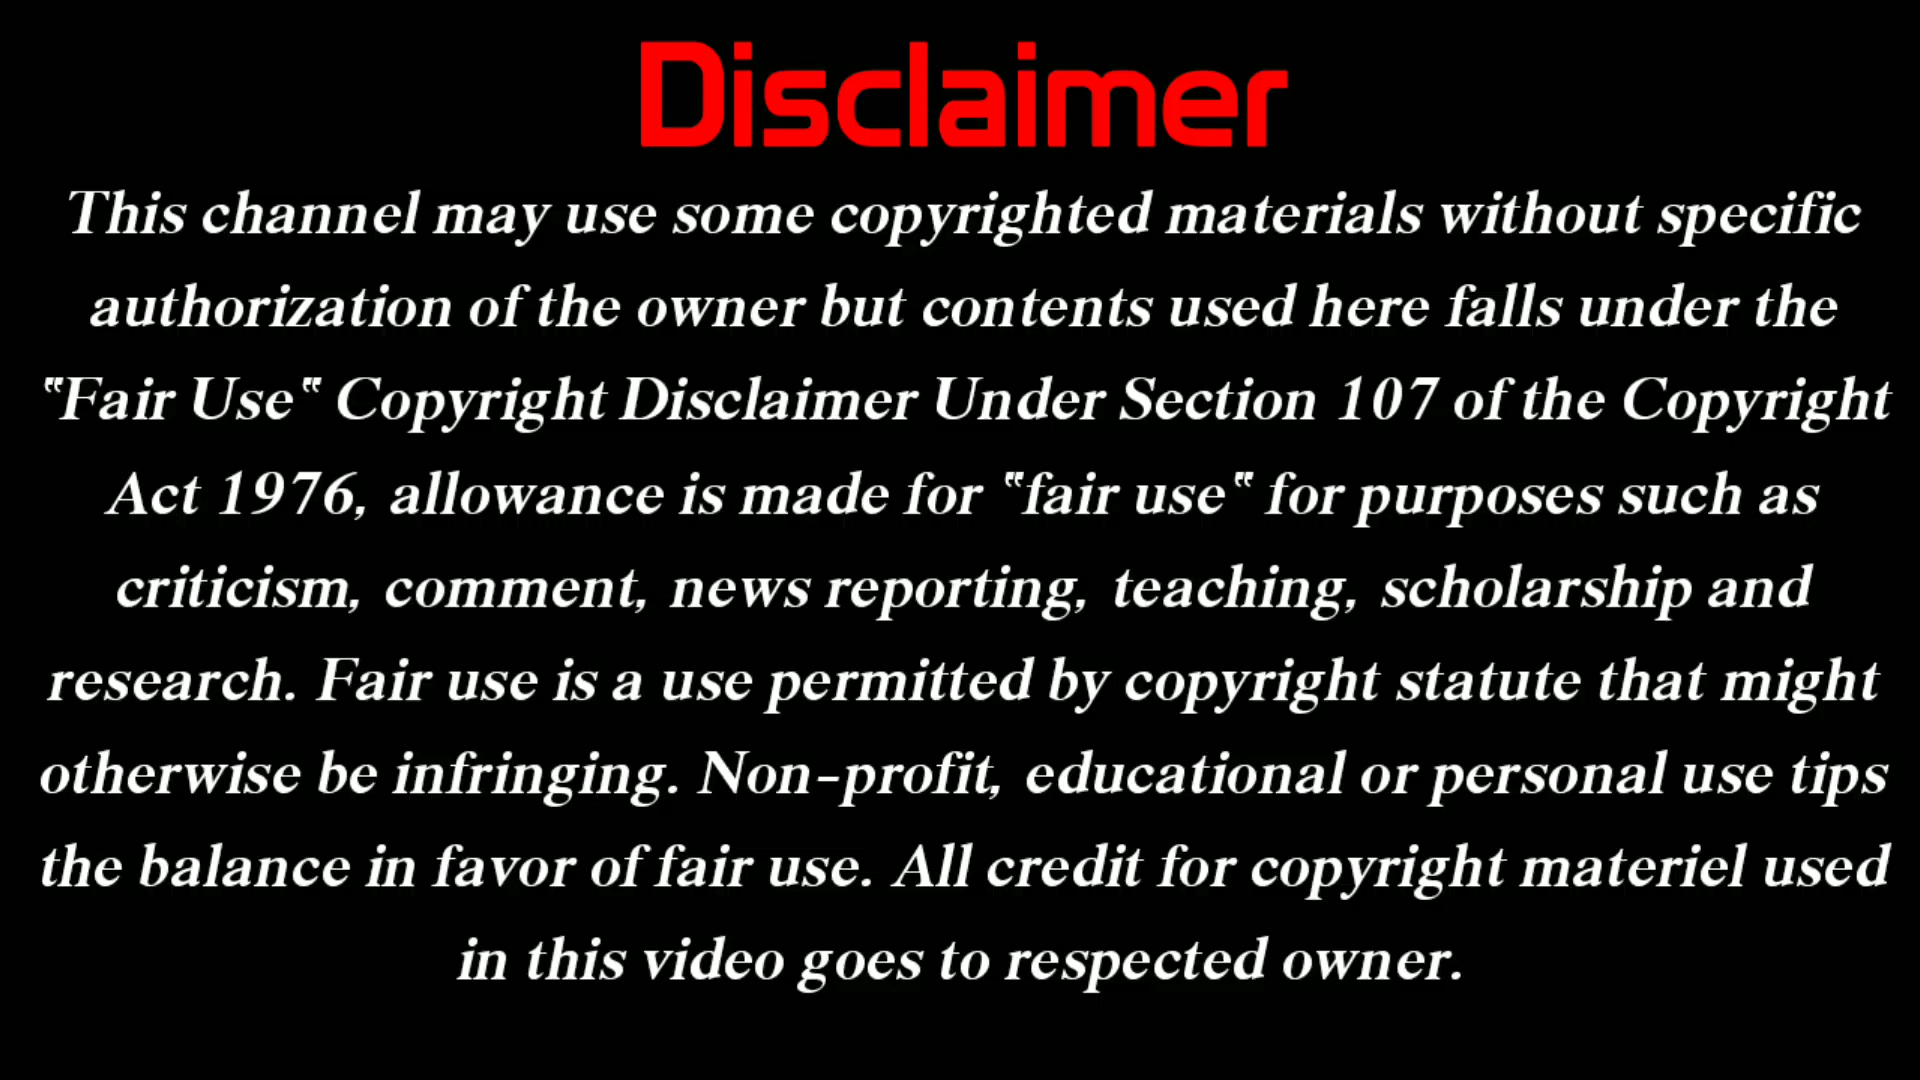 Disclaimer
This channel may use some copyrighted materials without specific
authorization of the owner but contents used here falls under the
“Fair Use“ Copyright Disclaimer Under Section 107 of the Copyright
Act 1976, allowance is made for “fair use“ for purposes such as
criticism, comment, news reporting, teaching, scholarship and
research. Fair use is a use permitted by copyright statute that might
otherwise be infringing. Non-profit, educational or personal use tips
the balance in favor of fair use. All credit for copyright materiel used
in this video goes to respected owner.